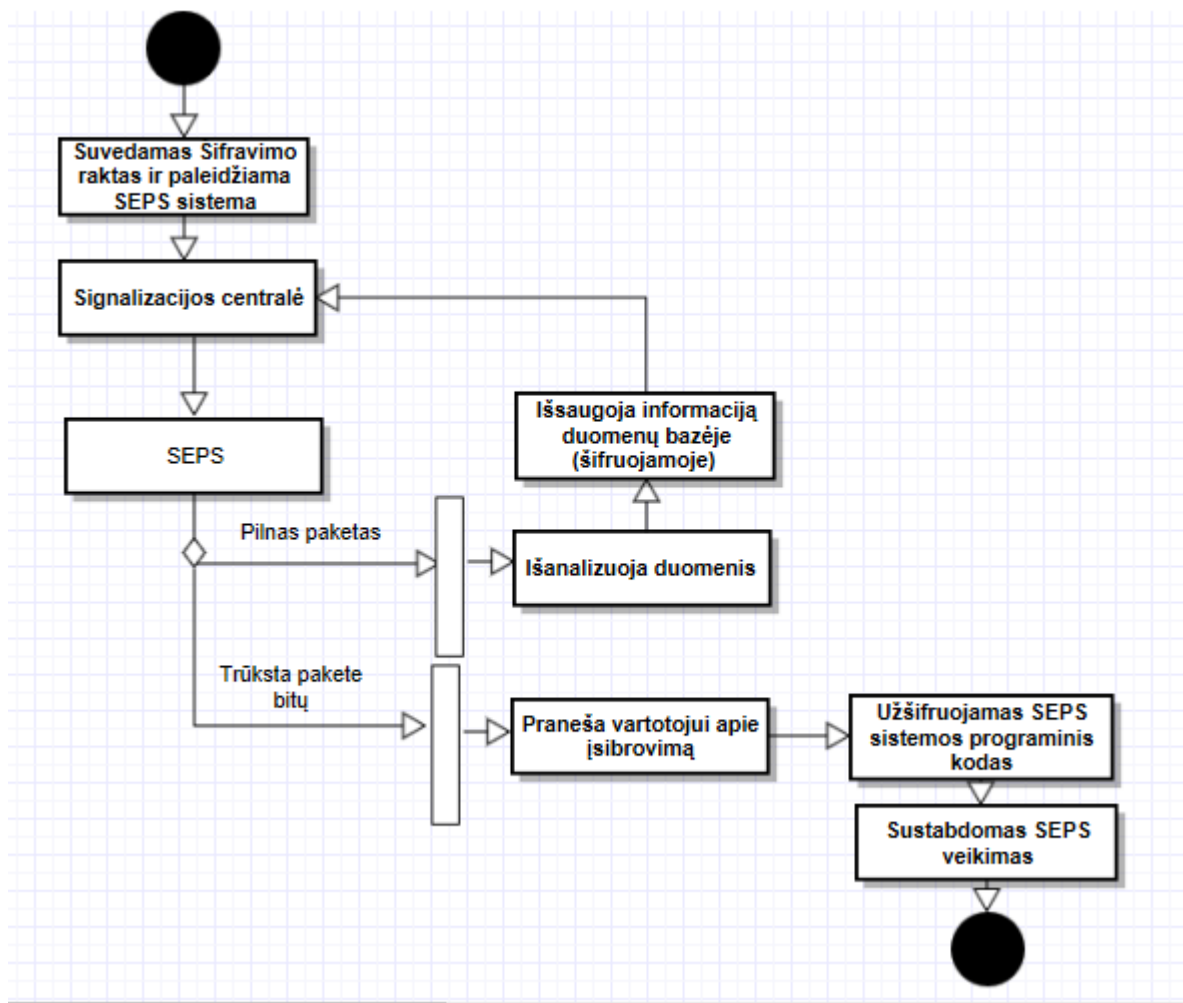 Suvedamas Šifravimo
raktas ir paleidžiama
SEPS sistema
Signalizacijos centralė
SEPS
Išsaugoja informaciją
duomenų bazėje
(šifruojamoje)
Pilnas paketas
Išanalizuoja duomenis
Trūksta pakete
bitų
Praneša vartotojui apie
įsibrovimą
Užšifruojamas SEPS
sistemos programinis
kodas
Sustabdomas SEPS
veikimas